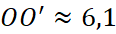 OO′ ≈ 6,1